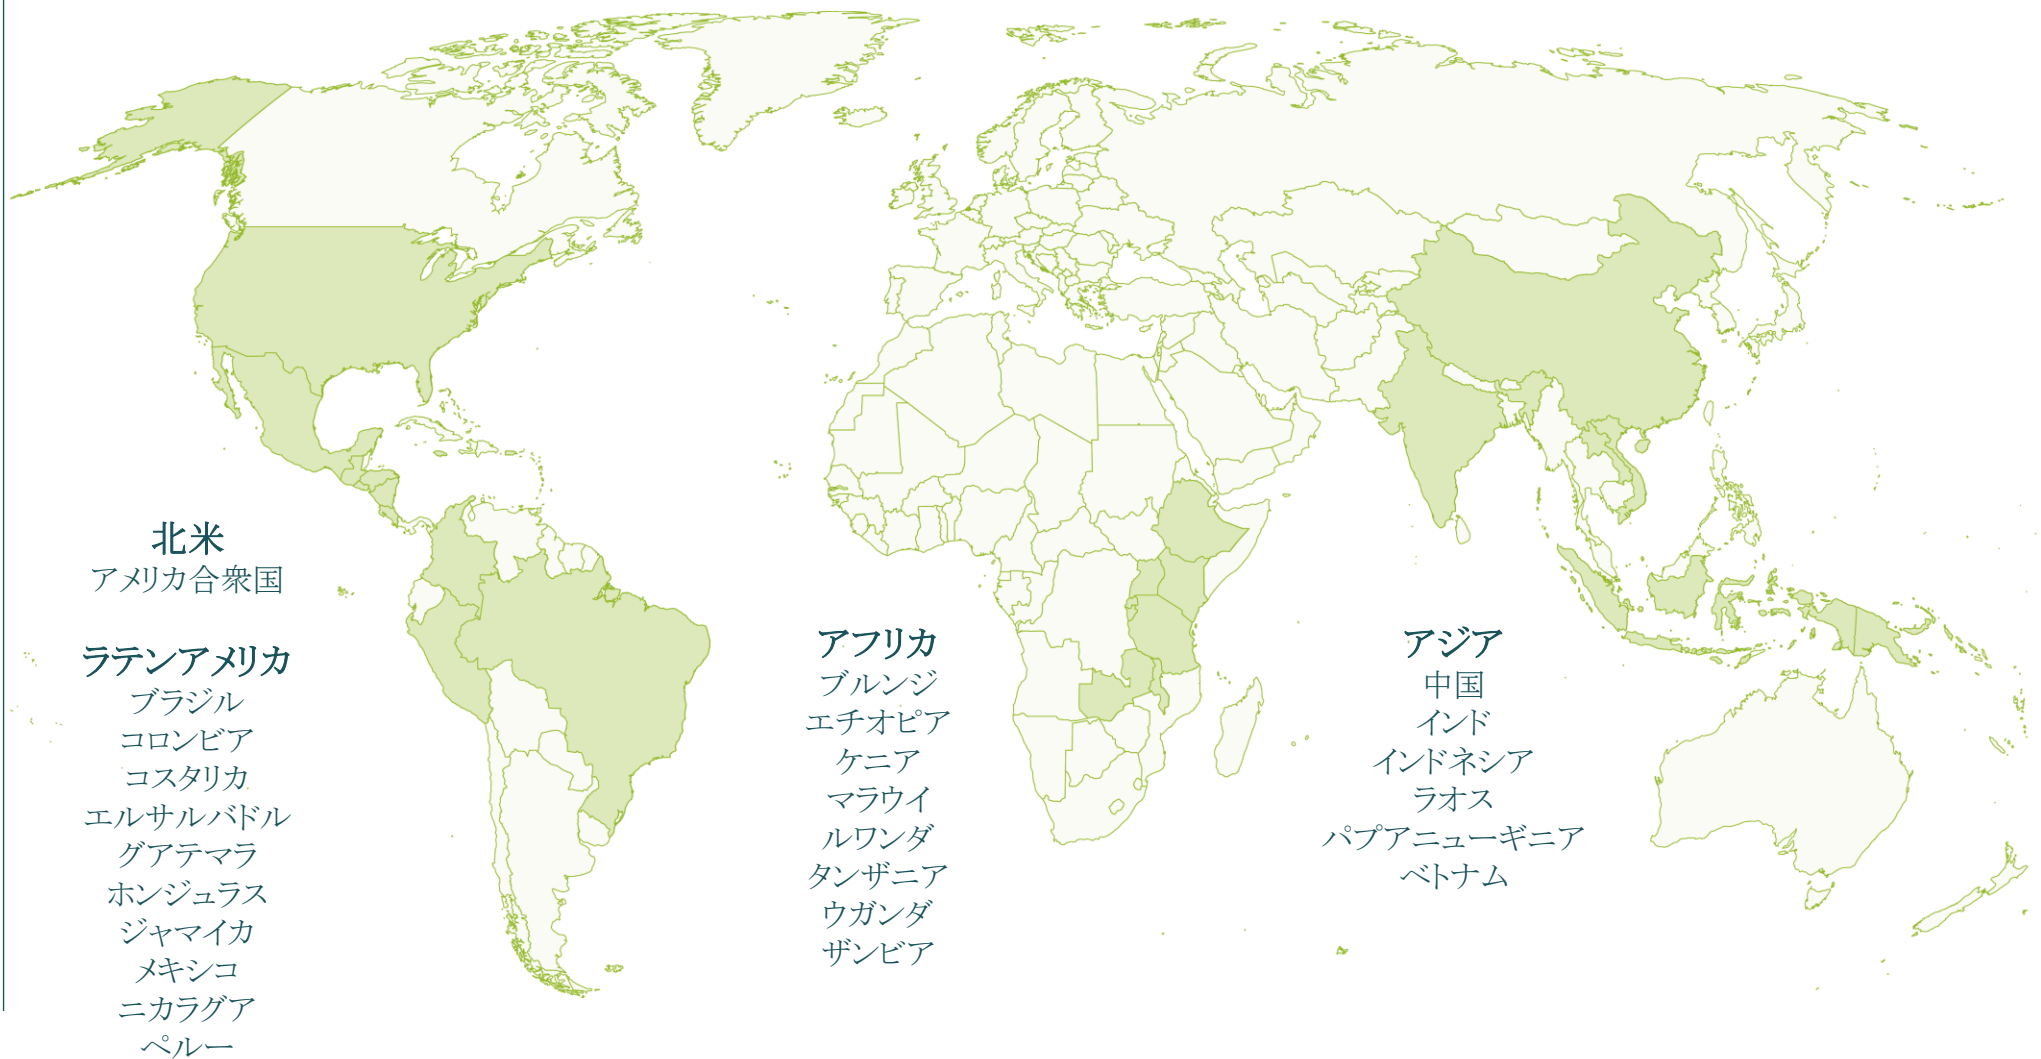 北米
アメリカ合衆国
ラテンアメリカ
ブラジル
コロンビア
コスタリカ
エルサルバドル
グアテマラ
ホンジュラス
ジャマイカ
メキシコ
ニカラグア
ペルー
アフリカ
ブルンジ
エチオピア
ケニア
マラウイ
ルワンダ
タンザニア
ウガンダ
ザンビア
アジア
中国
インド
インドネシア
ラオス
パプアニューギニア
ベトナム